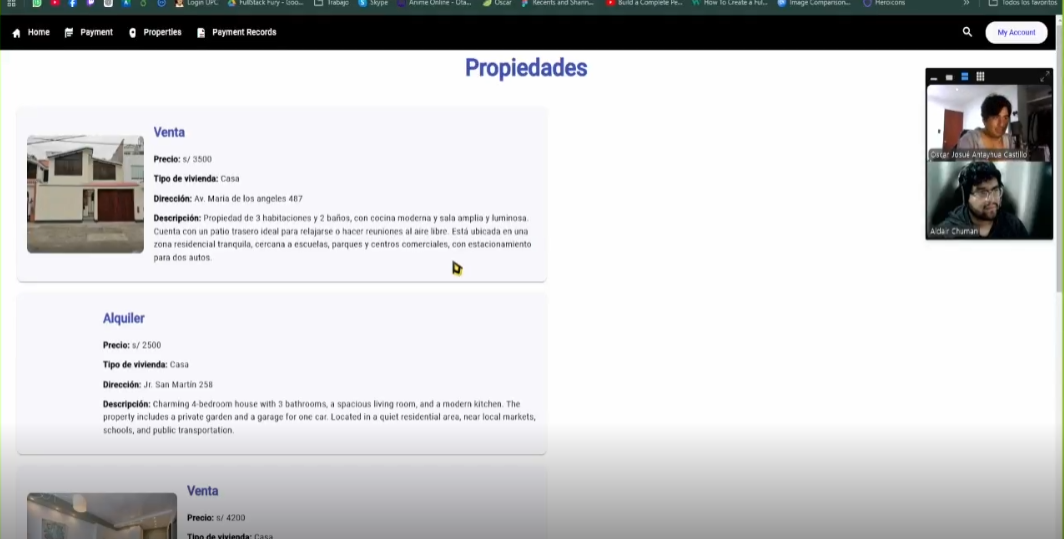 Login UPC
FullStack Fury - Goo...
Trabajo
Skype
Anime Online - Ota...
Oscar
Recents and Sharin...
Build a Complete Pe...
How To Create a Ful...
Image Comparison...
Heroicons
»
Todos los favoritos
Home
Payment
Properties
Payment Records
My Account
Propiedades
Venta
Precio: s/ 3500
Tipo de vivienda: Casa
Dirección: Av. Maria de los angeles 487
Descripción: Propiedad de 3 habitaciones y 2 baños, con cocina moderna y sala amplia y luminosa.
Cuenta con un patio trasero ideal para relajarse o hacer reuniones al aire libre. Está ubicada en una
zona residencial tranquila, cercana a escuelas, parques y centros comerciales, con estacionamiento
para dos autos.
Oscar Josué Antayhua Castillo
Aldair Chuman
Alquiler
Precio: s/ 2500
Tipo de vivienda: Casa
Dirección: Jr. San Martín 258
Descripción: Charming 4-bedroom house with 3 bathrooms, a spacious living room, and a modern kitchen. The
property includes a private garden and a garage for one car. Located in a quiet residential area, near local markets,
schools, and public transportation.
Venta
Precio: s/ 4200
Tipo de vivienda: Casa